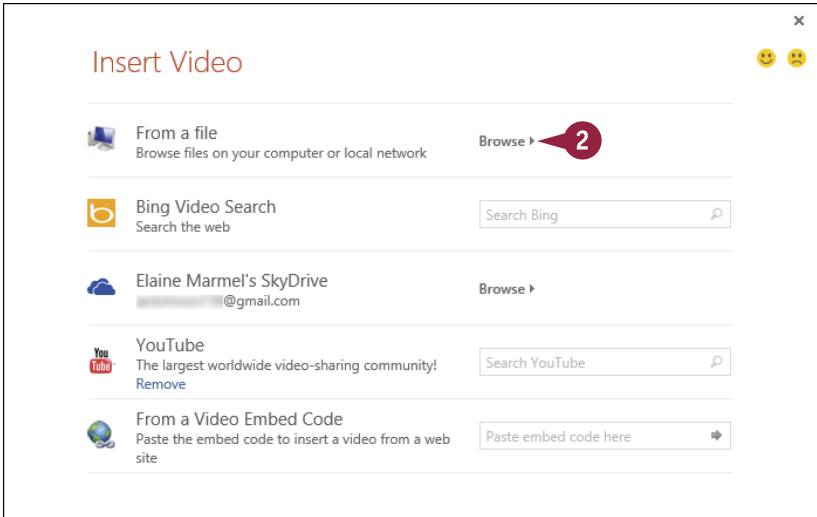 Insert Video
From a file
Browse files on your computer or local network
Browse
2
Bing Video Search
Search the web
Search Bing
Elaine Marmel's SkyDrive
@gmail.com
Browse
You
Tube
YouTube
The largest worldwide video-sharing community!
Remove
Search YouTube
From a Video Embed Code
Paste the embed code to insert a video from a web
site
Paste embed code here